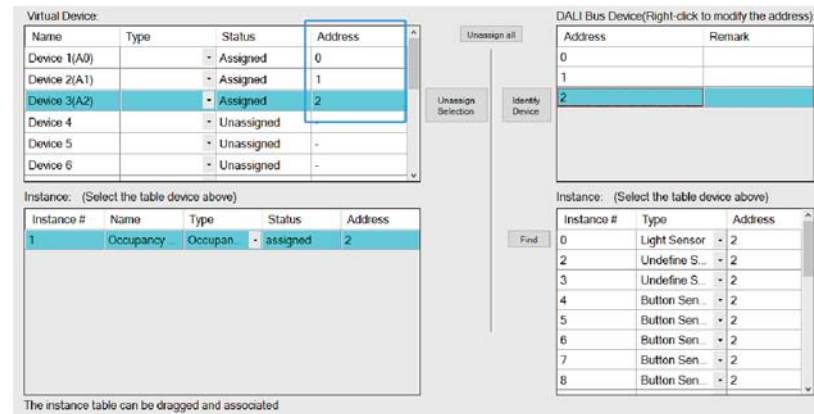 Virtual Device:
Name Type Status Address
Device 1(A0) Assigned 0
Device 2(A1) Assigned 1
Device 3(A2) Assigned 2
Device 4 Unassigned -
Device 5 Unassigned -
Device 6 Unassigned -
Unassign all
Unassign Selection
Identify Device
DALI Bus Device(Right-click to modify the address)
Address Remark
0
1
2
Instance: (Select the table device above)
Instance # Name Type Status Address
1 Occupancy ... Occupan... assigned 2
Find
Instance: (Select the table device above)
Instance # Type Address
0 Light Sensor 2
2 Undefine S... 2
3 Undefine S... 2
4 Button Sen... 2
5 Button Sen... 2
6 Button Sen... 2
7 Button Sen... 2
8 Button Sen... 2
The instance table can be dragged and associated